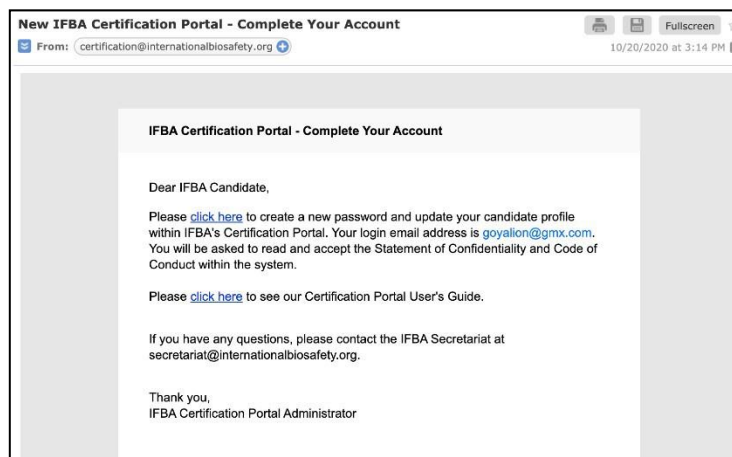 New IFBA Certification Portal - Complete Your Account
Fullscreen
From: certification@internationalbiosafety.org
10/20/2020 at 3:14 PM
IFBA Certification Portal - Complete Your Account
Dear IFBA Candidate,
Please click here to create a new password and update your candidate profile
within IFBA's Certification Portal. Your login email address is goyalion@gmx.com.
You will be asked to read and accept the Statement of Confidentiality and Code of
Conduct within the system.
Please click here to see our Certification Portal User's Guide.
If you have any questions, please contact the IFBA Secretariat at
secretariat@internationalbiosafety.org.
Thank you,
IFBA Certification Portal Administrator